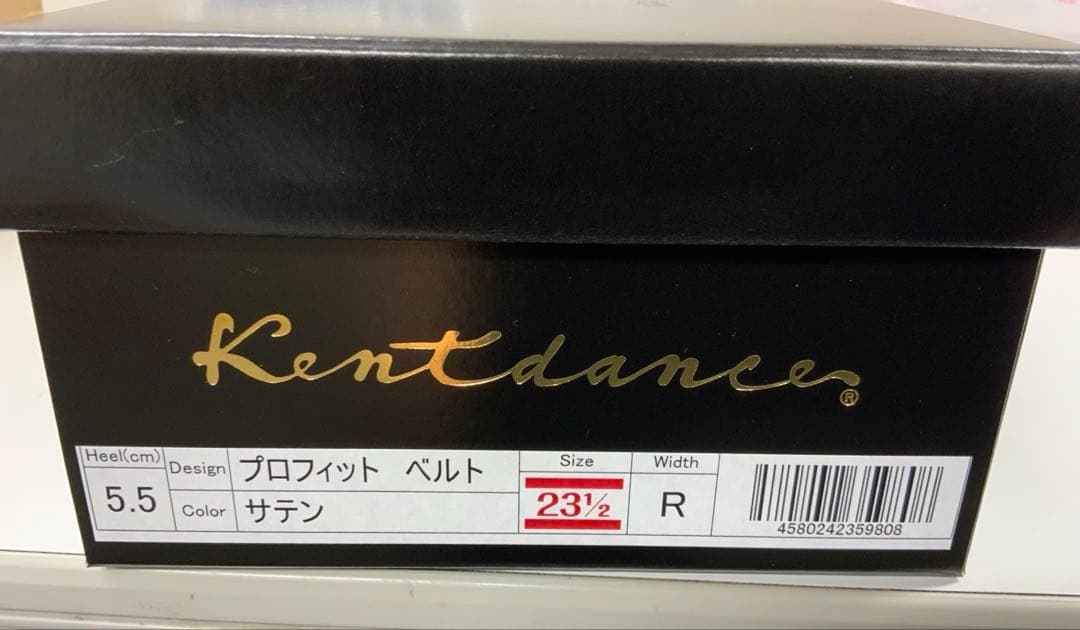 Kentdance®
Heel(cm) 5.5
Design プロフィット ベルト
Color サテン
Size 23½
Width R
4580242359808